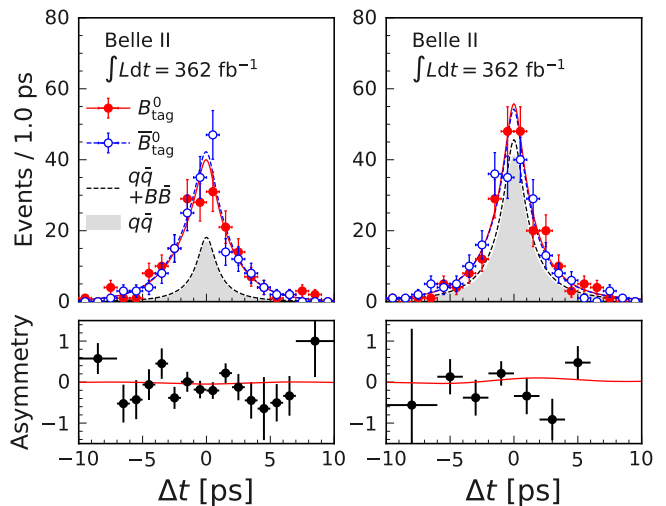 Belle II
∫Ldt = 362 fb⁻¹
B⁰tag
B̅⁰tag
qq̄
+BB̄
qq̄
Events / 1.0 ps
80
60
40
20
0
Belle II
∫Ldt = 362 fb⁻¹
80
60
40
20
0
Asymmetry
1
0
−1
−10 −5 0 5 10
Δt [ps]
1
0
−1
−10 −5 0 5 10
Δt [ps]